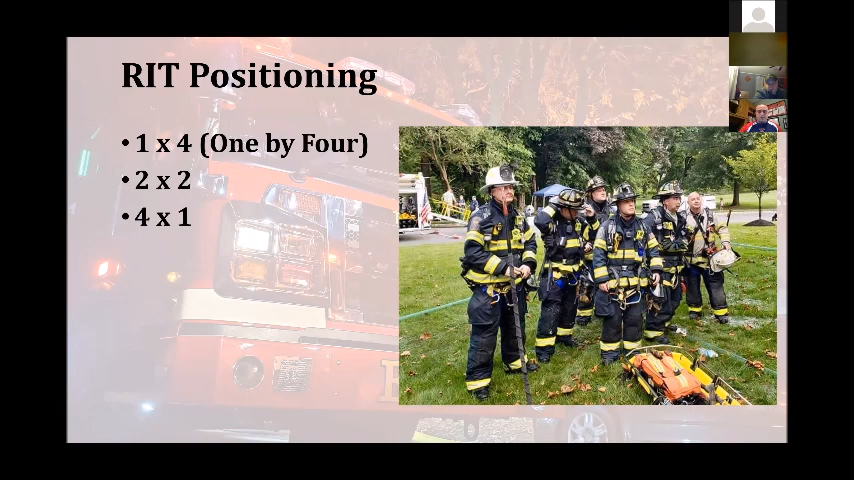 RIT Positioning
• 1 x 4 (One by Four)
• 2 x 2
• 4 x 1